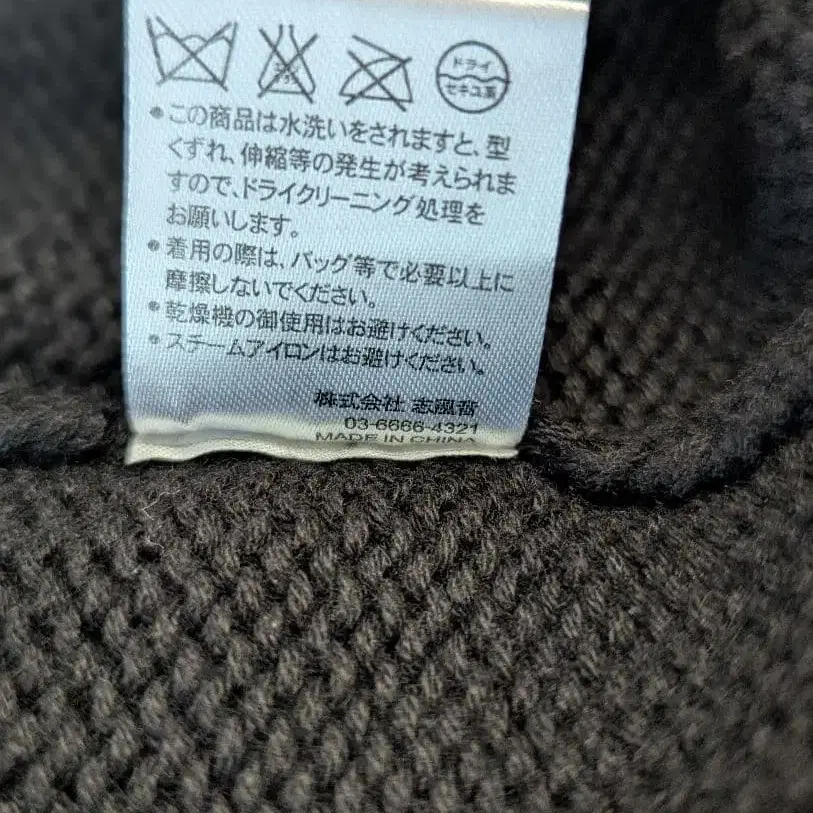 ドライ
セキユ系
• この商品は水洗いをされますと、型
くずれ、伸縮等の発生が考えられま
すので、ドライクリーニング処理を
お願いします。
• 着用の際は、バッグ等で必要以上に
摩擦しないでください。
• 乾燥機の御使用はお避けください。
• スチームアイロンはお避けください。
株式会社 志風音
03-6666-4321
MADE IN CHINA